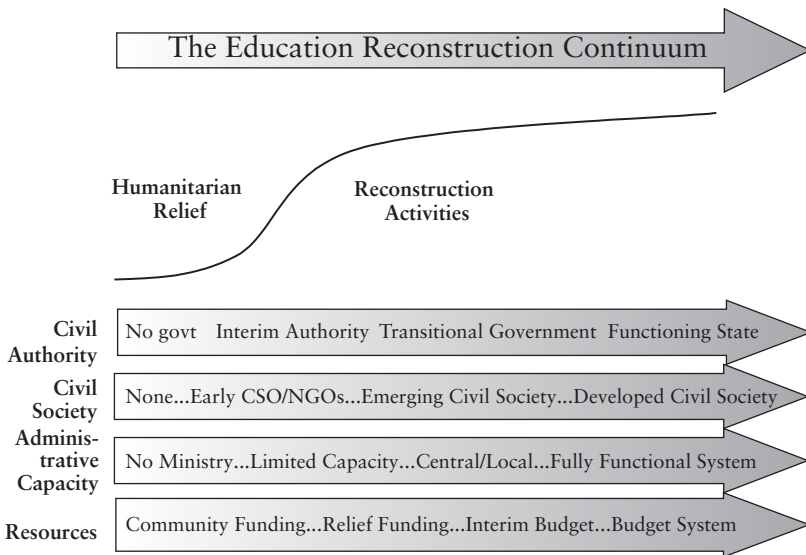 The Education Reconstruction Continuum
Humanitarian
Relief
Reconstruction
Activities
Civil
Authority
No govt Interim Authority Transitional Government Functioning State
Civil
Society
None...Early CSO/NGOs...Emerging Civil Society...Developed Civil Society
Adminis-
trative
Capacity
No Ministry...Limited Capacity...Central/Local...Fully Functional System
Resources
Community Funding...Relief Funding...Interim Budget...Budget System